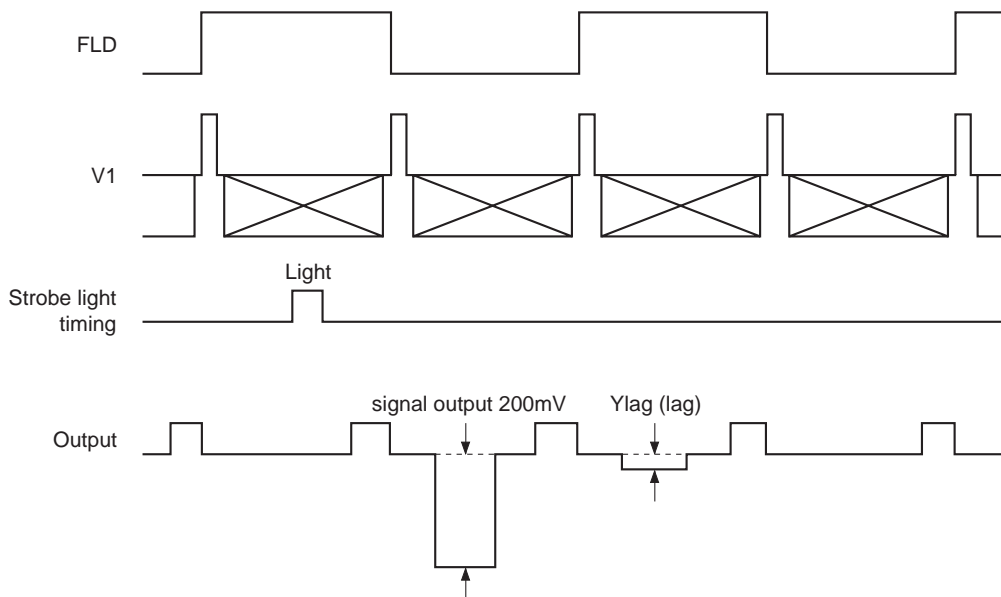 FLD
V1
Light
Strobe light
timing
signal output 200mV
Ylag (lag)
Output